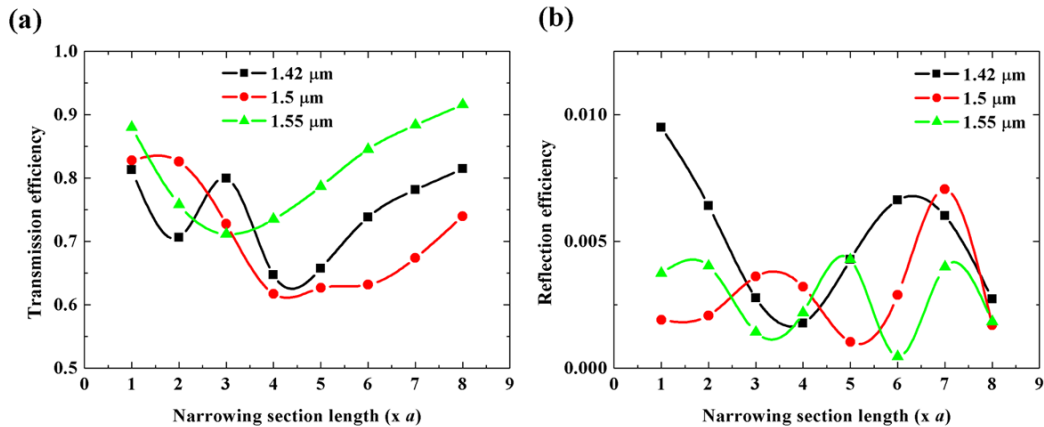 (a)
1.0
0.9
0.8
0.7
0.6
0.5
Transmission efficiency
1.42 μm
1.5 μm
1.55 μm
0 1 2 3 4 5 6 7 8 9
Narrowing section length (x a)
(b)
0.010
0.005
0.000
Reflection efficiency
1.42 μm
1.5 μm
1.55 μm
0 1 2 3 4 5 6 7 8 9
Narrowing section length (x a)